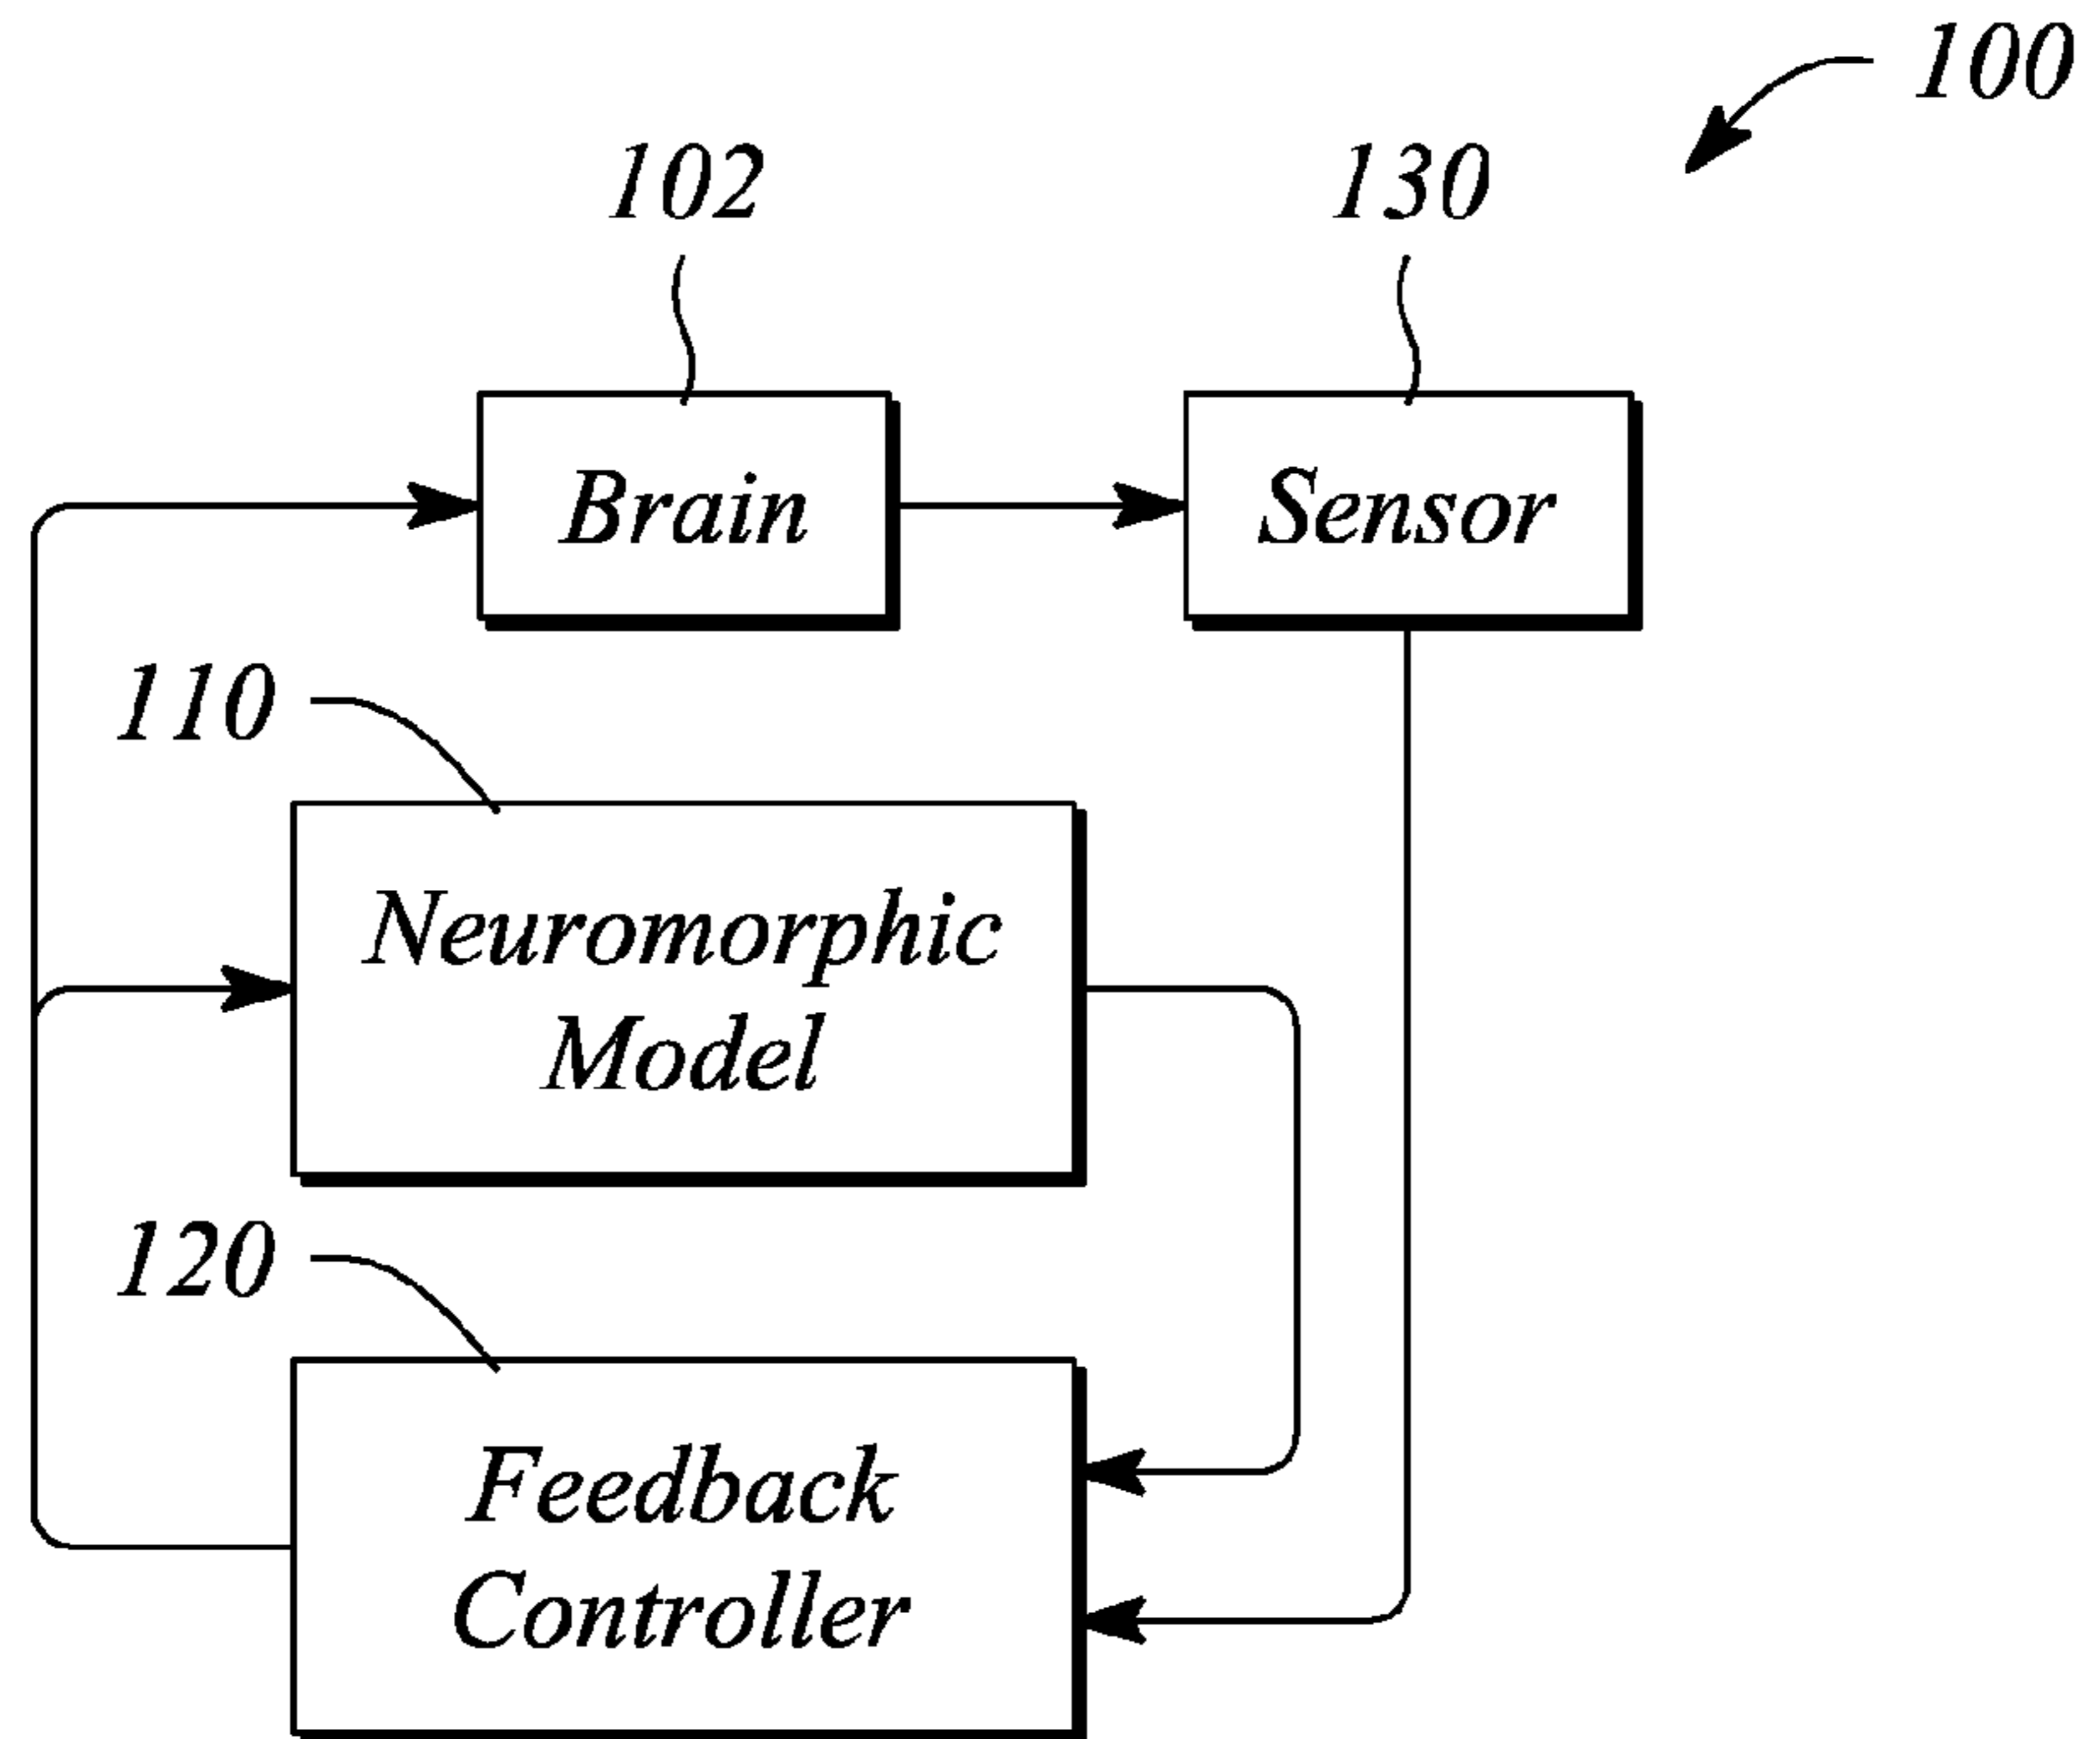 100
102
130
Brain
Sensor
110
Neuromorphic
Model
120
Feedback
Controller